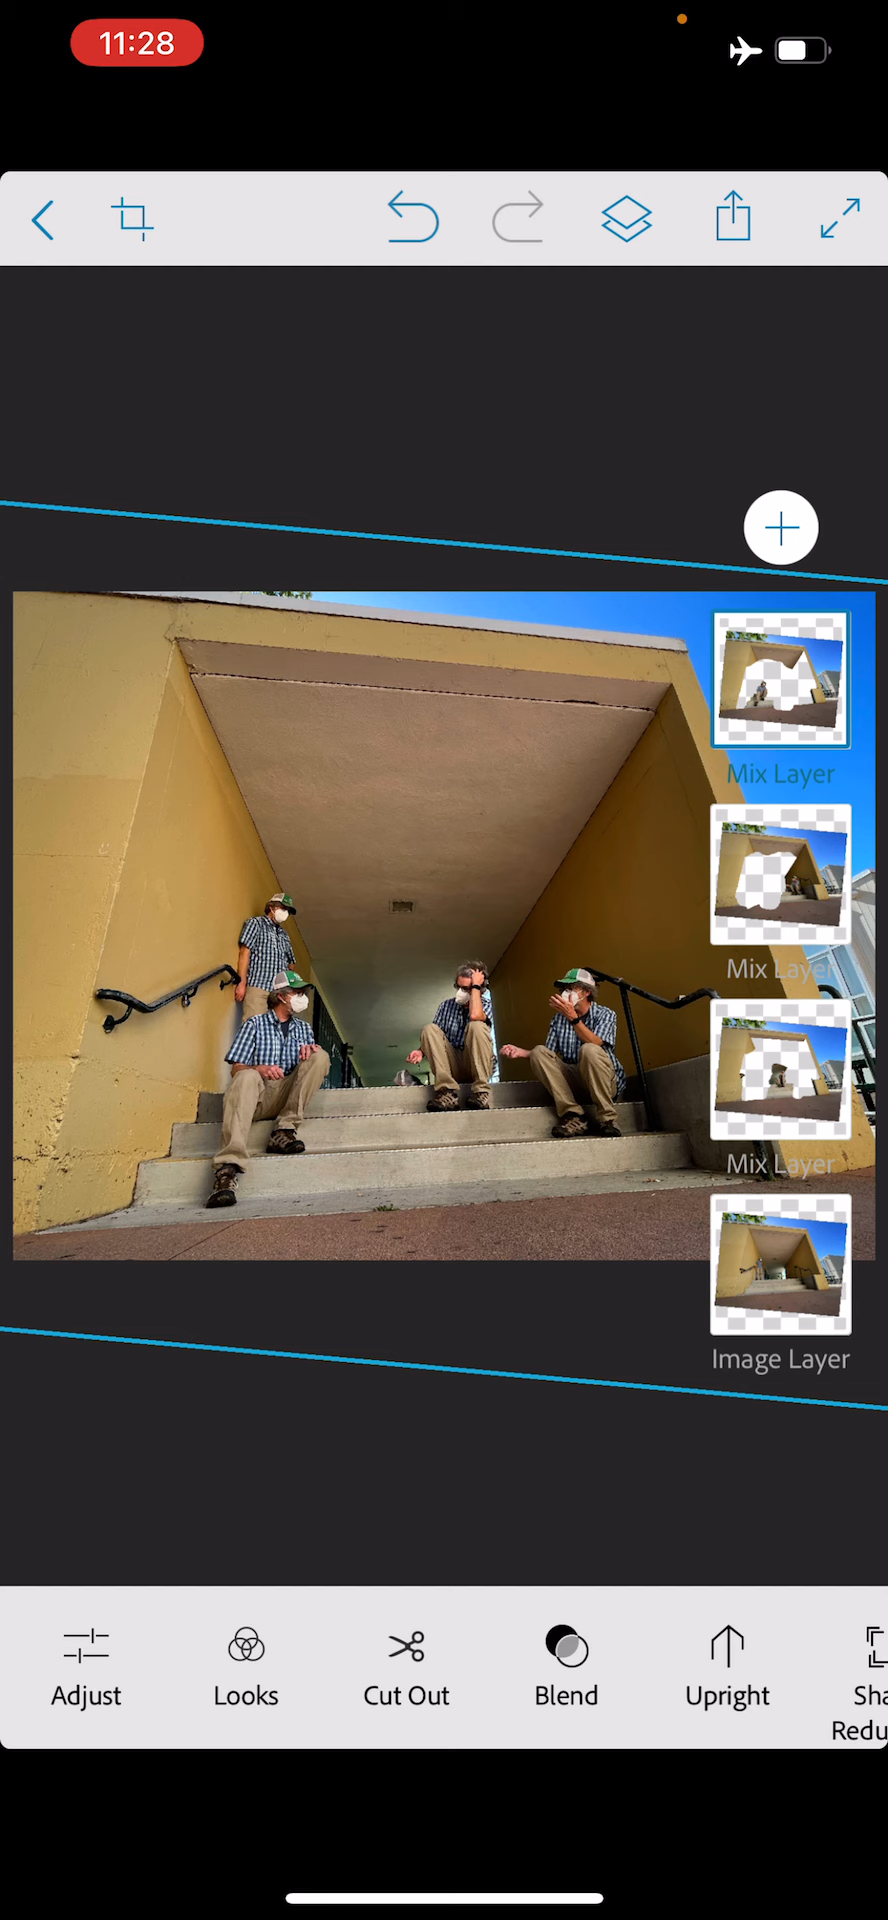 11:28
Mix Layer
Mix Layer
Mix Layer
Image Layer
Adjust
Looks
Cut Out
Blend
Upright
Sha
Redu